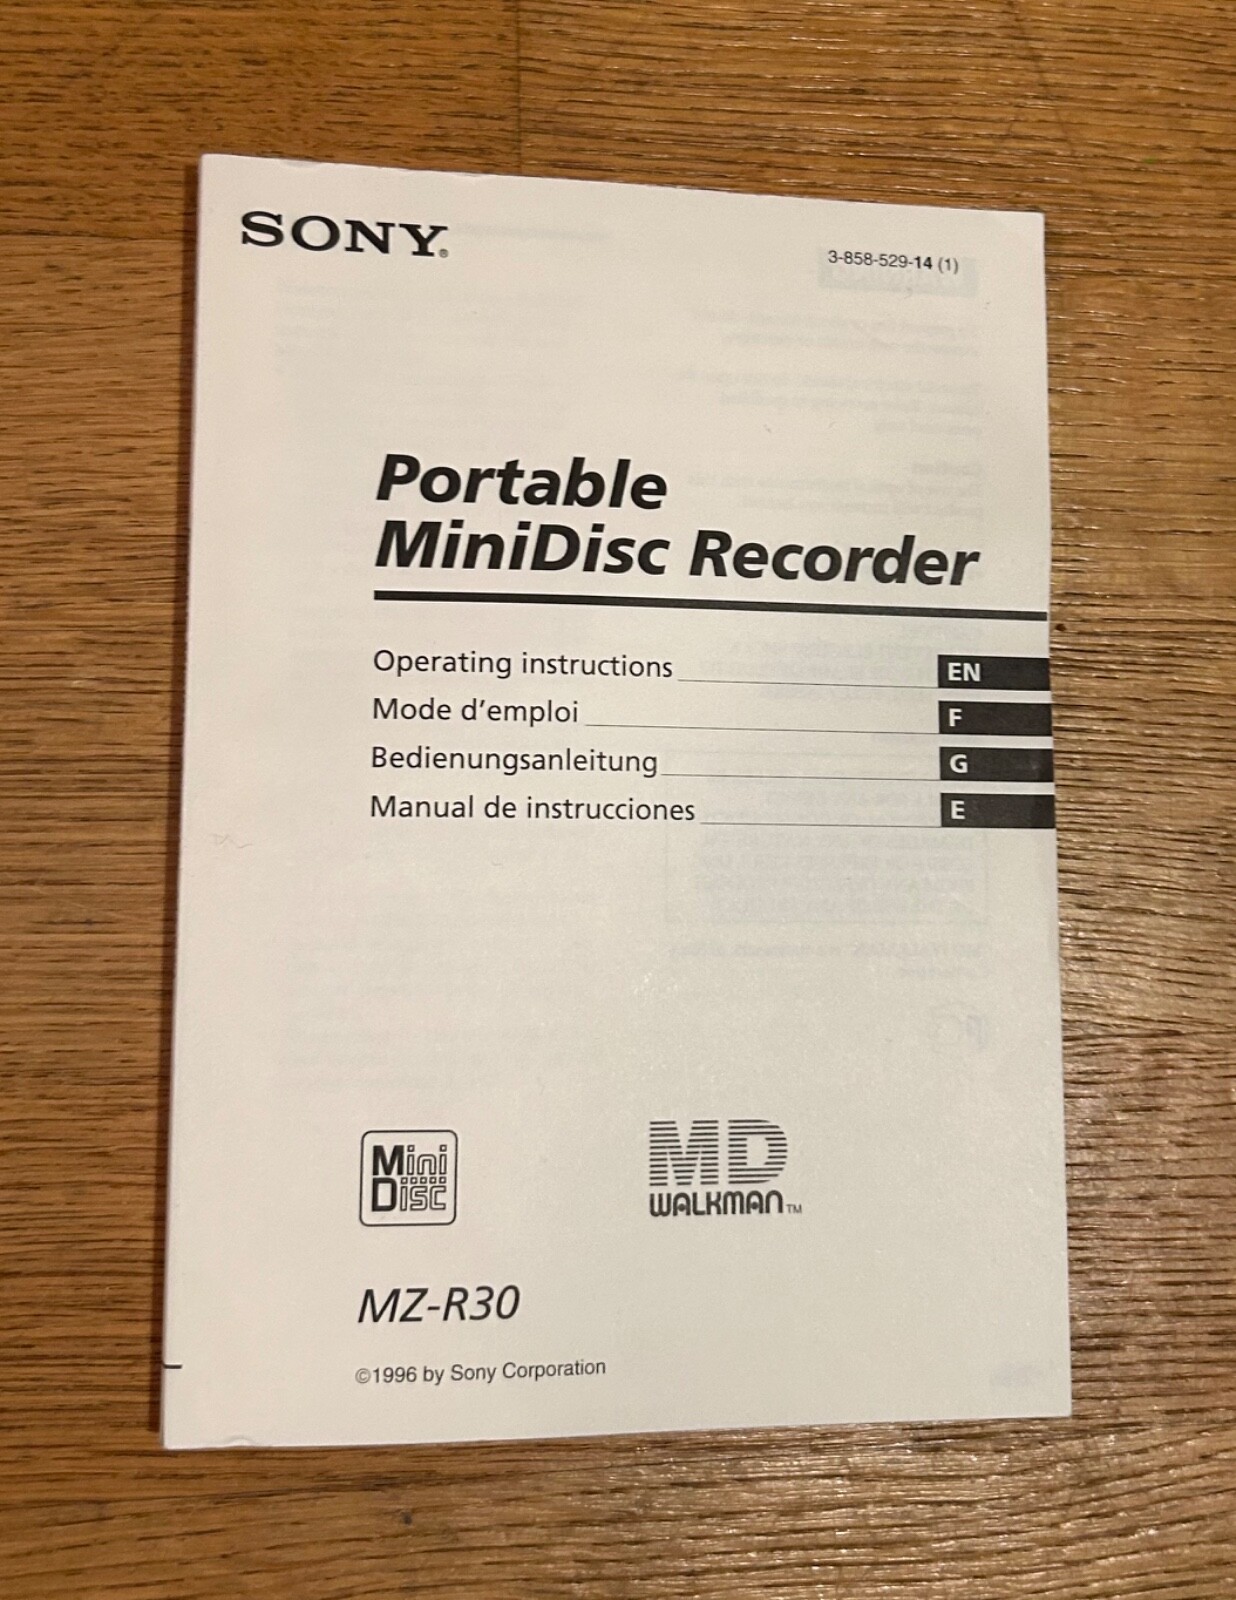 SONY®
3-858-529-14 (1)
Portable
MiniDisc Recorder
Operating instructions EN
Mode d'emploi F
Bedienungsanleitung G
Manual de instrucciones E
Mini
Disc
MD
WALKMAN™
MZ-R30
©1996 by Sony Corporation